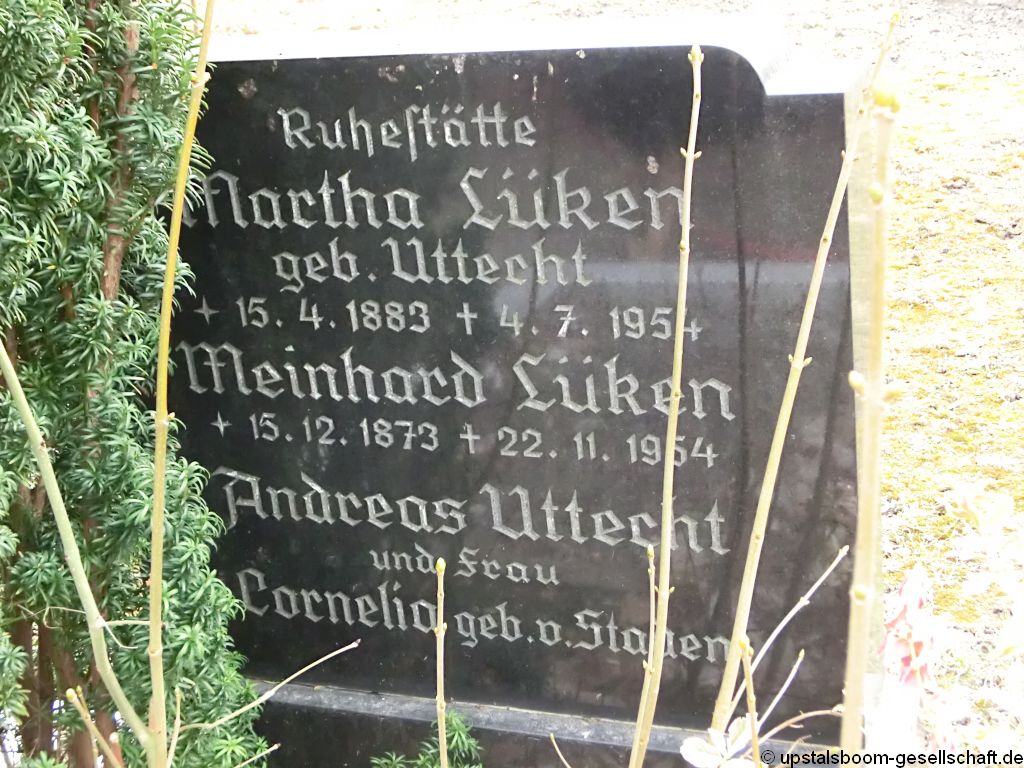 Ruheſtätte
Martha Lüken
geb. Uttecht
+ 15. 4. 1883 + 4. 7. 1954
Meinhard Lüken
+ 15. 12. 1873 + 22. 11. 1954
Andreas Uttecht
und Frau
Cornelia geb. v. Staden
© upstalsboom-gesellschaft.de